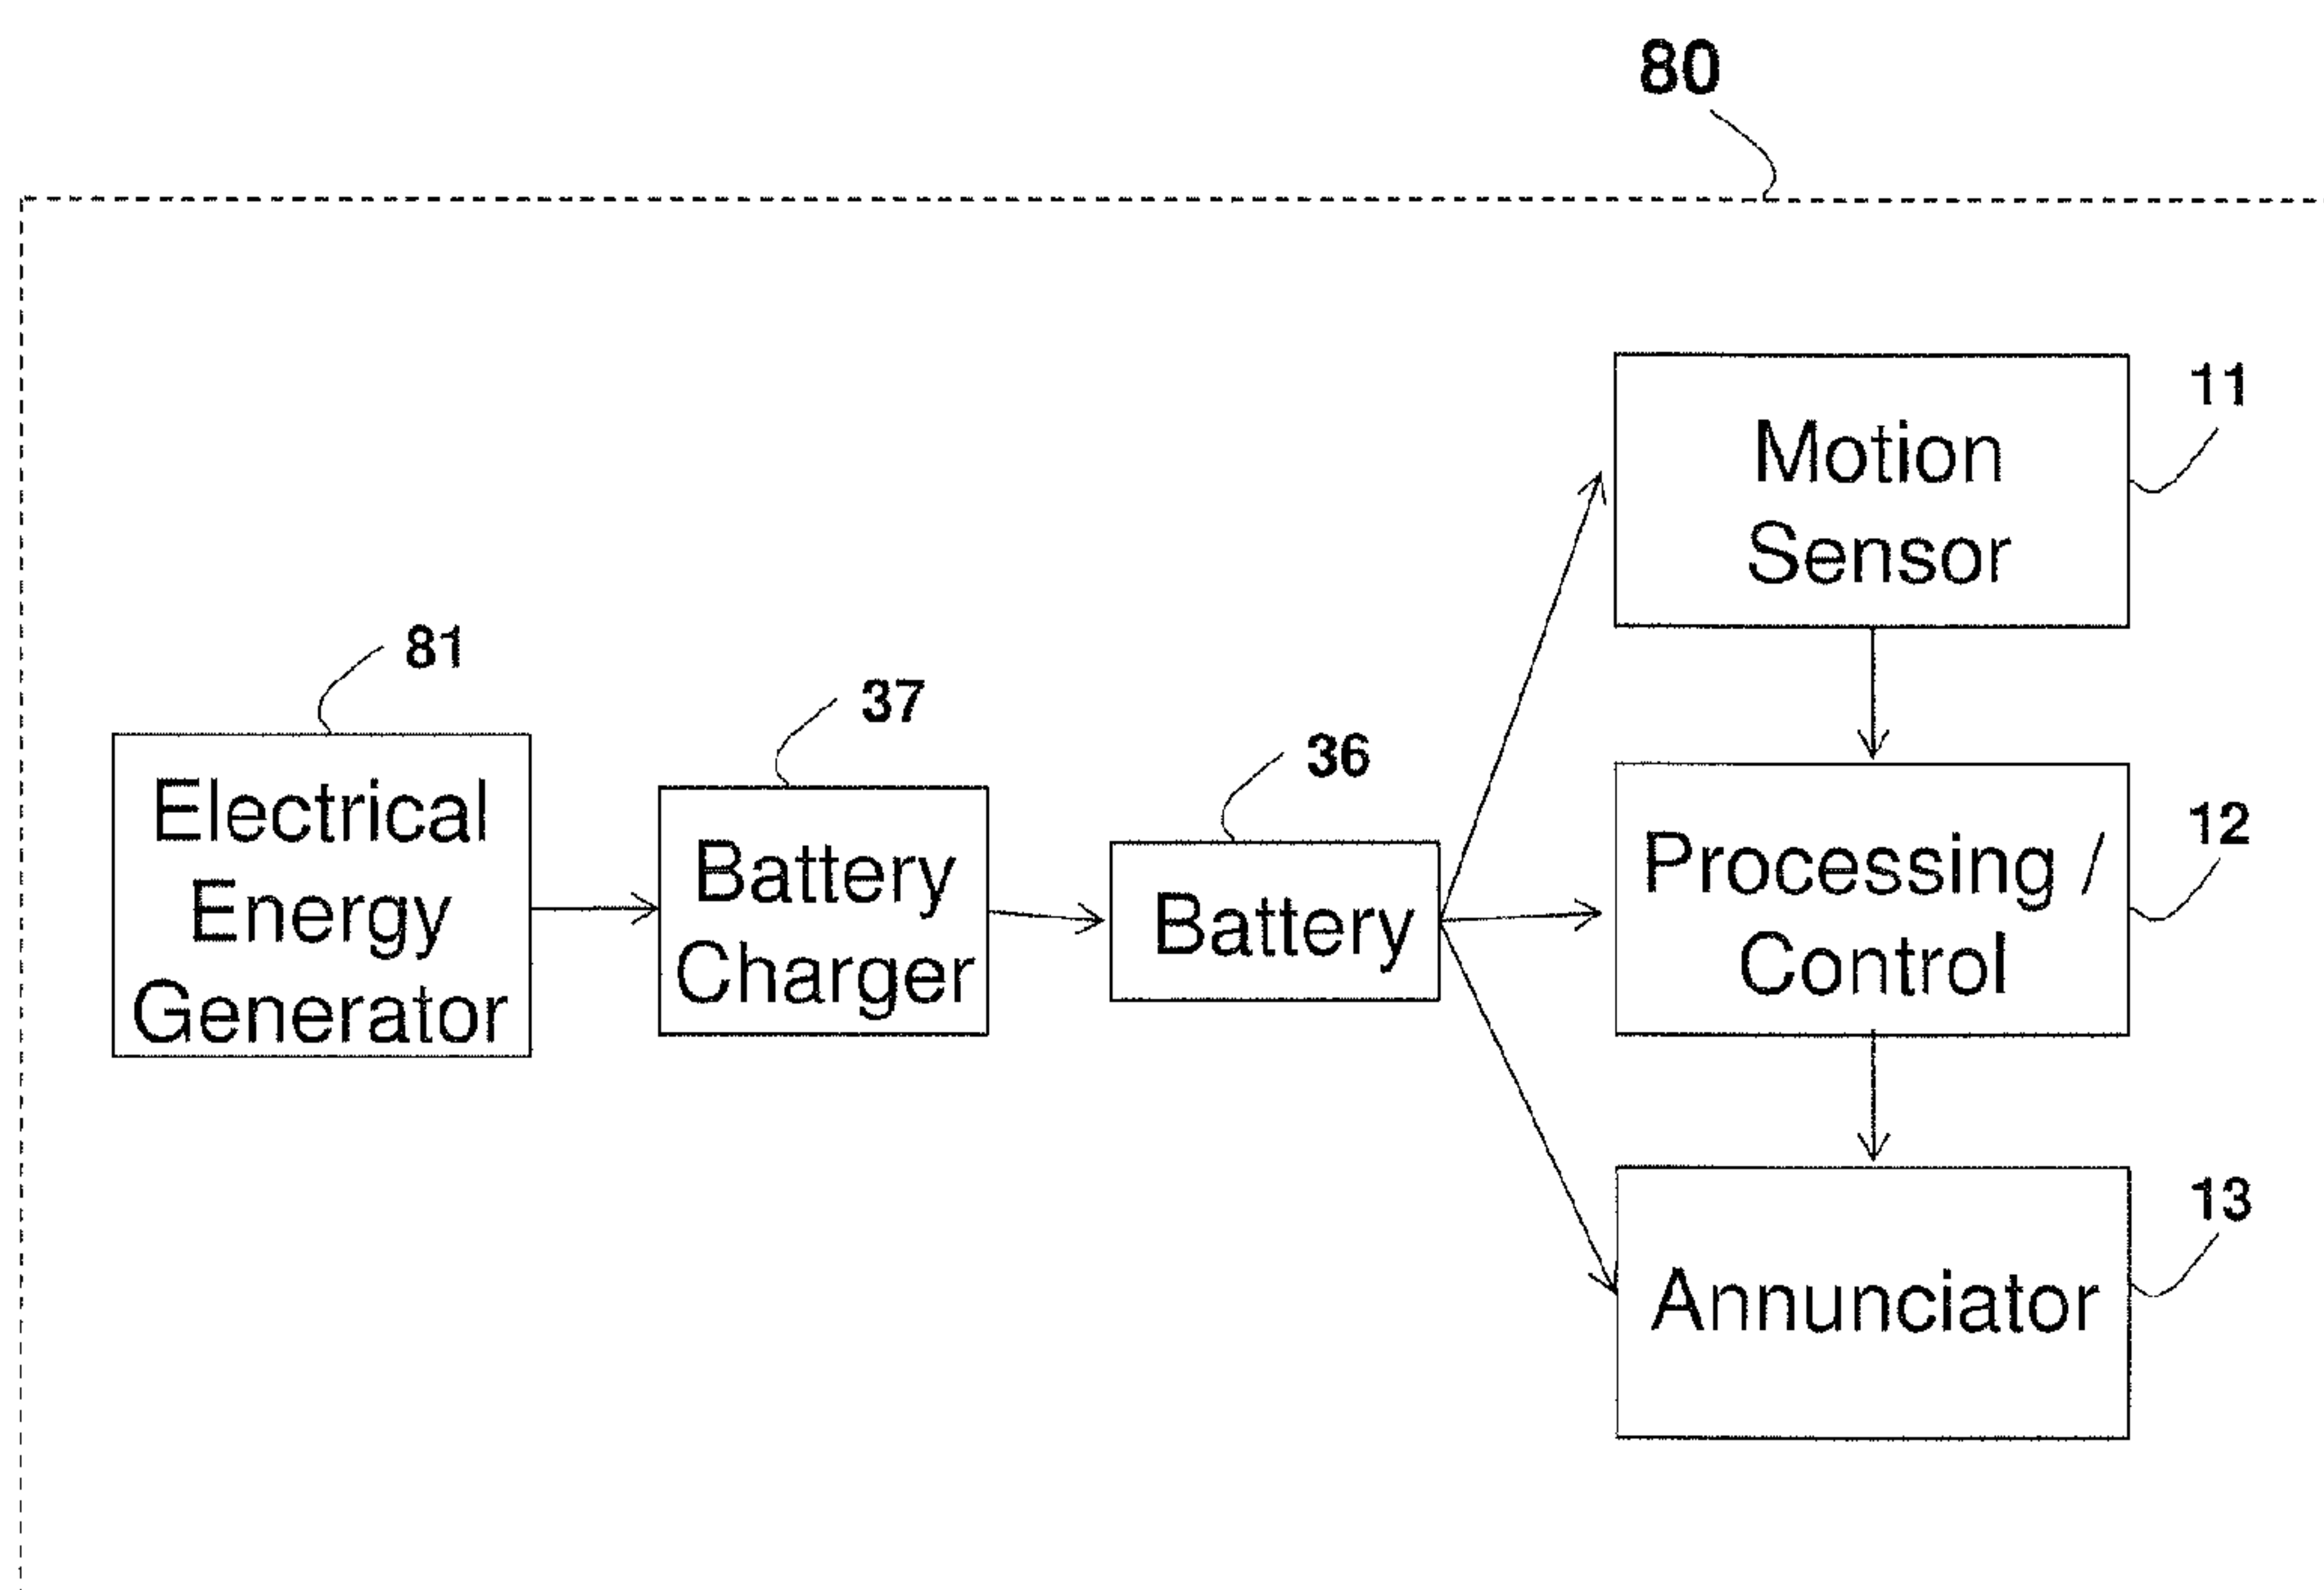 80
11
Motion
Sensor
81
37
36
Electrical
Energy
Generator
Battery
Charger
Battery
12
Processing /
Control
13
Annunciator